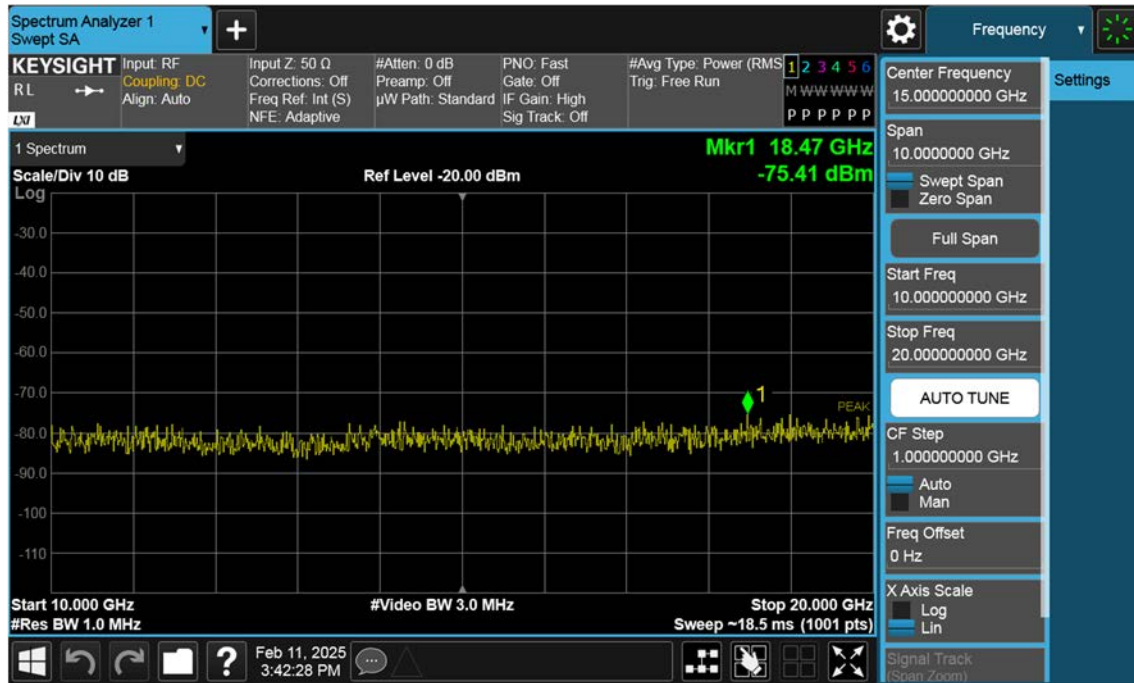 Spectrum Analyzer 1
Swept SA
Frequency
KEYSIGHT
RL
LXI
Input: RF
Coupling: DC
Align: Auto
Input Z: 50 Ω
Corrections: Off
Freq Ref: Int (S)
NFE: Adaptive
#Atten: 0 dB
Preamp: Off
µW Path: Standard
PNO: Fast
Gate: Off
IF Gain: High
Sig Track: Off
#Avg Type: Power (RMS
Trig: Free Run
1 2 3 4 5 6
M W W W W W
P P P P P P
1 Spectrum
Mkr1 18.47 GHz
Scale/Div 10 dB
Ref Level -20.00 dBm
-75.41 dBm
Log
-30.0
-40.0
-50.0
-60.0
-70.0
1
PEAK
-80.0
-90.0
-100
-110
Start 10.000 GHz
#Video BW 3.0 MHz
Stop 20.000 GHz
#Res BW 1.0 MHz
Sweep ~18.5 ms (1001 pts)
?
Feb 11, 2025
3:42:28 PM
Center Frequency
15.000000000 GHz
Settings
Span
10.0000000 GHz
Swept Span
Zero Span
Full Span
Start Freq
10.000000000 GHz
Stop Freq
20.000000000 GHz
AUTO TUNE
CF Step
1.000000000 GHz
Auto
Man
Freq Offset
0 Hz
X Axis Scale
Log
Lin
Signal Track
(Span Zoom)